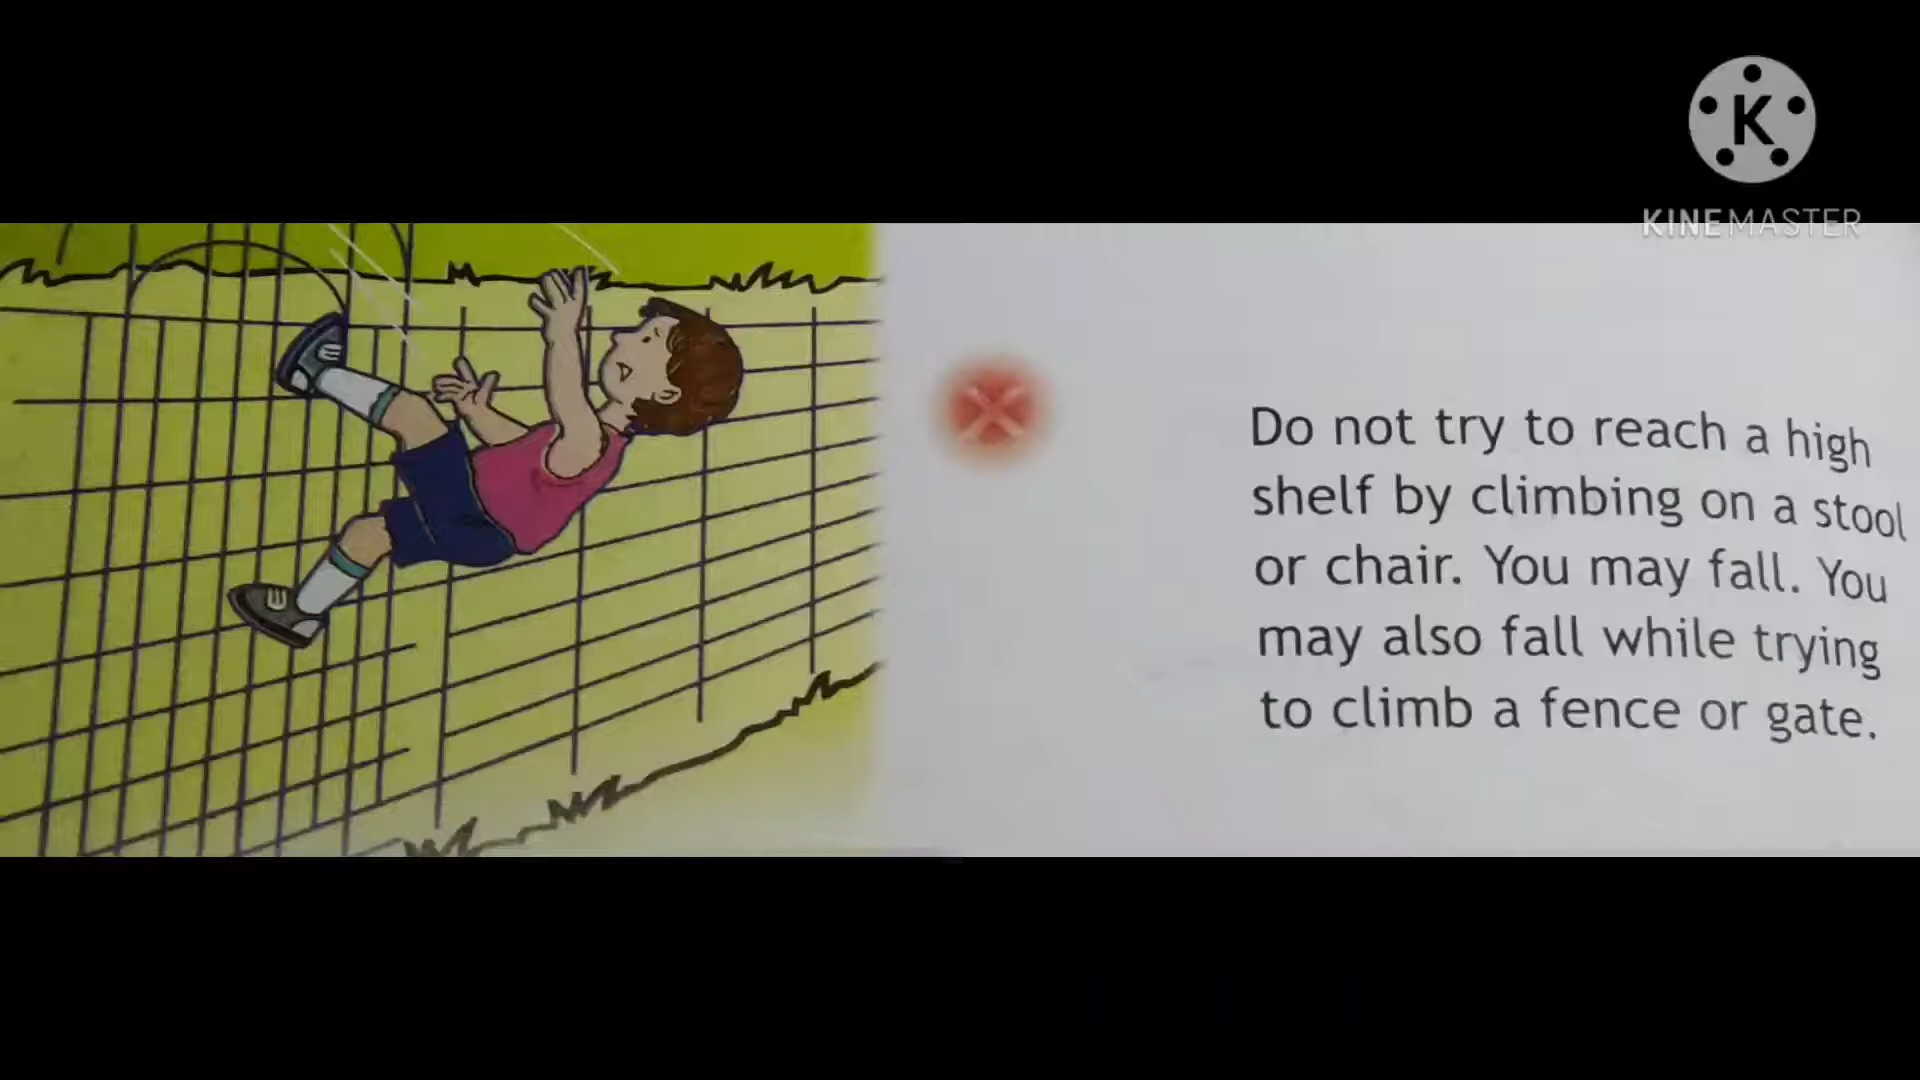 K
KINEMASTER
Do not try to reach a high
shelf by climbing on a stool
or chair. You may fall. You
may also fall while trying
to climb a fence or gate.